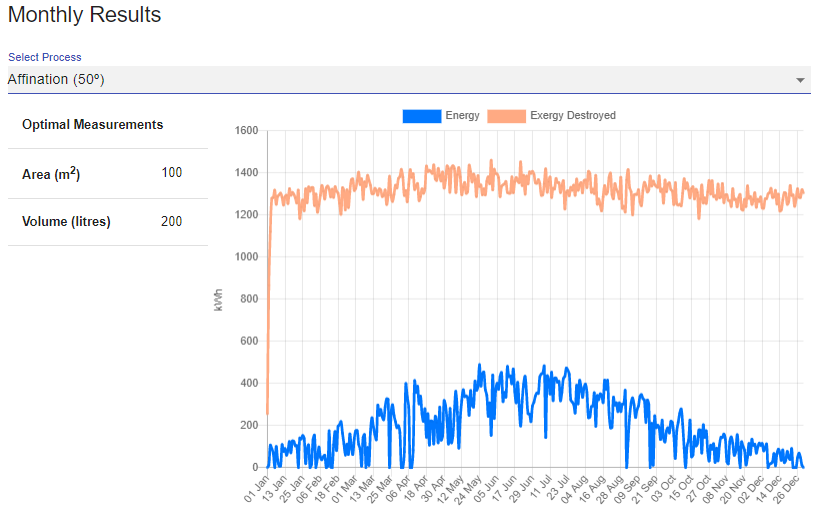 Monthly Results
Select Process
Affination (50º)
Optimal Measurements
Area (m²) 100
Volume (litres) 200
Energy Exergy Destroyed
1600
1400
1200
1000
800
600
400
200
0
kWh
01 Jan
13 Jan
25 Jan
06 Feb
18 Feb
01 Mar
13 Mar
25 Mar
06 Apr
18 Apr
30 Apr
12 May
24 May
05 Jun
17 Jun
29 Jun
11 Jul
23 Jul
04 Aug
16 Aug
28 Aug
09 Sep
21 Sep
03 Oct
15 Oct
27 Oct
08 Nov
20 Nov
02 Dec
14 Dec
26 Dec